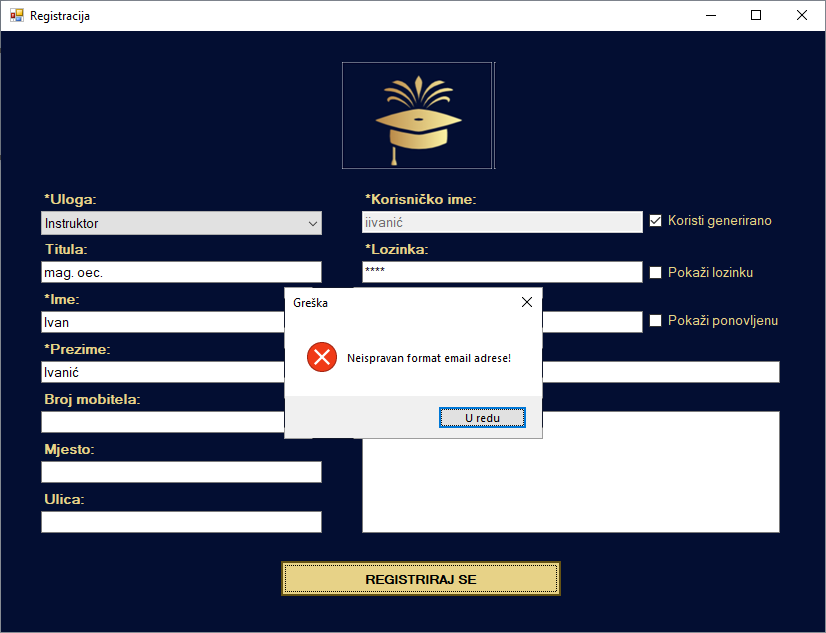 Registracija
*Uloga:
Instruktor
Titula:
mag. oec.
*Ime:
Ivan
*Prezime:
Ivanić
Broj mobitela:
Mjesto:
Ulica:
*Korisničko ime:
iivanić
Koristi generirano
*Lozinka:
****
Pokaži lozinku
Pokaži ponovljenu
Greška
Neispravan format email adrese!
U redu
REGISTRIRAJ SE